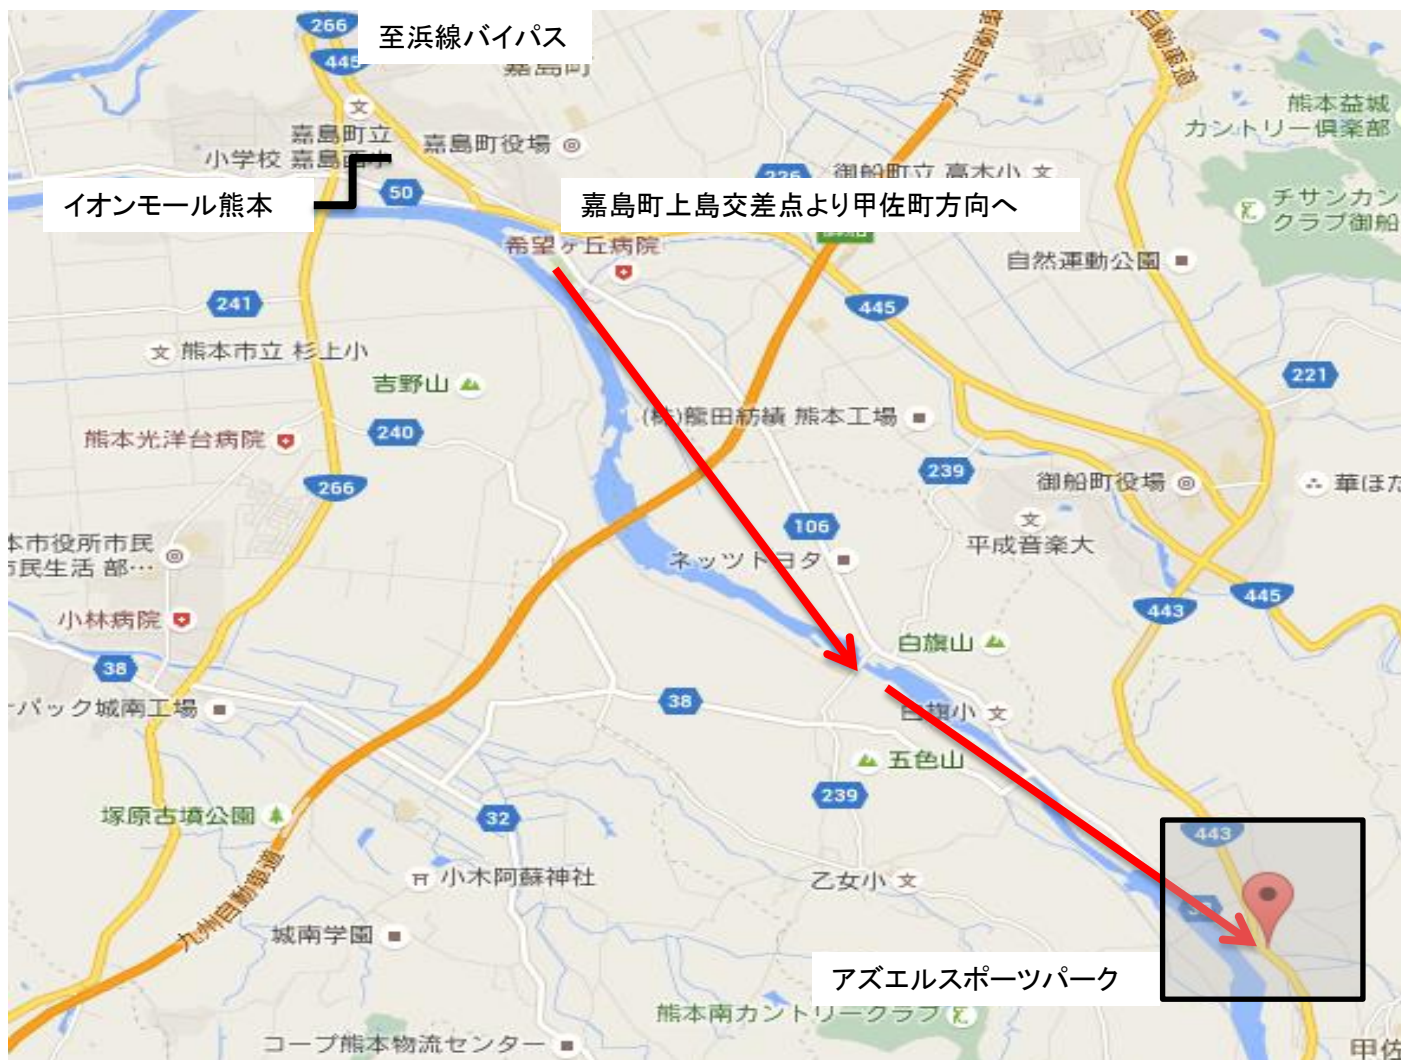 266
至浜線バイパス
445
嘉島町
九州自動車道
自動車道
熊本益城
カントリー倶楽部
嘉島町立
小学校 嘉島西小
嘉島町役場
御船町立 高木小
イオンモール熊本
50
嘉島町上島交差点より甲佐町方向へ
チサンカン
クラブ御船
希望ヶ丘病院
自然運動公園
241
445
熊本市立 杉上小
吉野山
221
(株)龍田紡績 熊本工場
熊本光洋台病院
240
239
266
御船町役場
華ほた
106
平成音楽大
本市役所市民
市民生活 部…
ネッツトヨタ
445
443
小林病院
白旗山
38
38
パック城南工場
白旗小
五色山
239
塚原古墳公園
32
443
小木阿蘇神社
乙女小
九州自動車道
城南学園
アズエルスポーツパーク
熊本南カントリークラブ
コープ熊本物流センター
甲佐